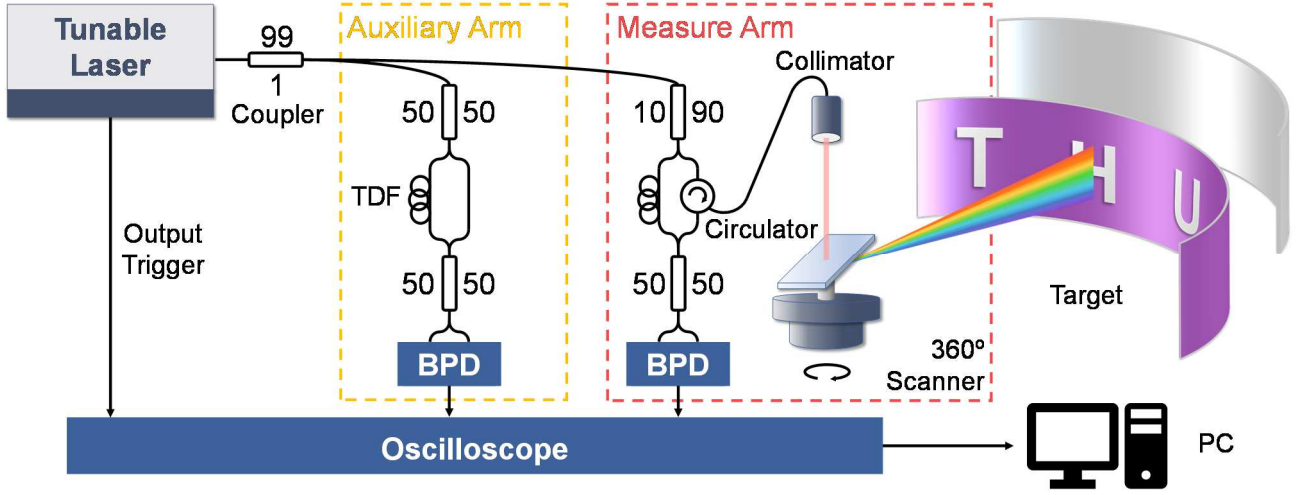 Tunable
Laser
99
1
Coupler
Auxiliary Arm
50 50
TDF
50 50
BPD
Measure Arm
10 90
Circulator
50 50
BPD
Collimator
360º
Scanner
T H U
Target
Output
Trigger
Oscilloscope
PC